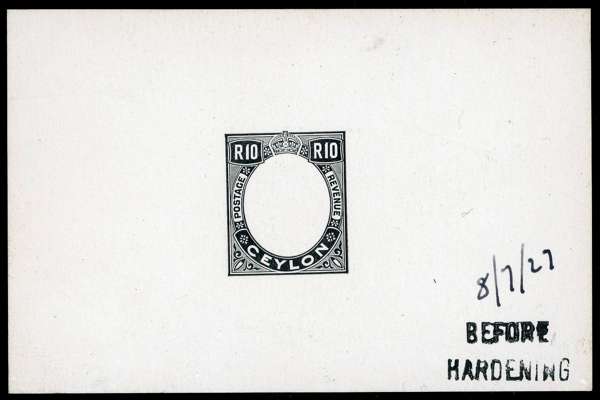 R10 R10
POSTAGE
REVENUE
CEYLON
8/7/27
BEFORE
HARDENING